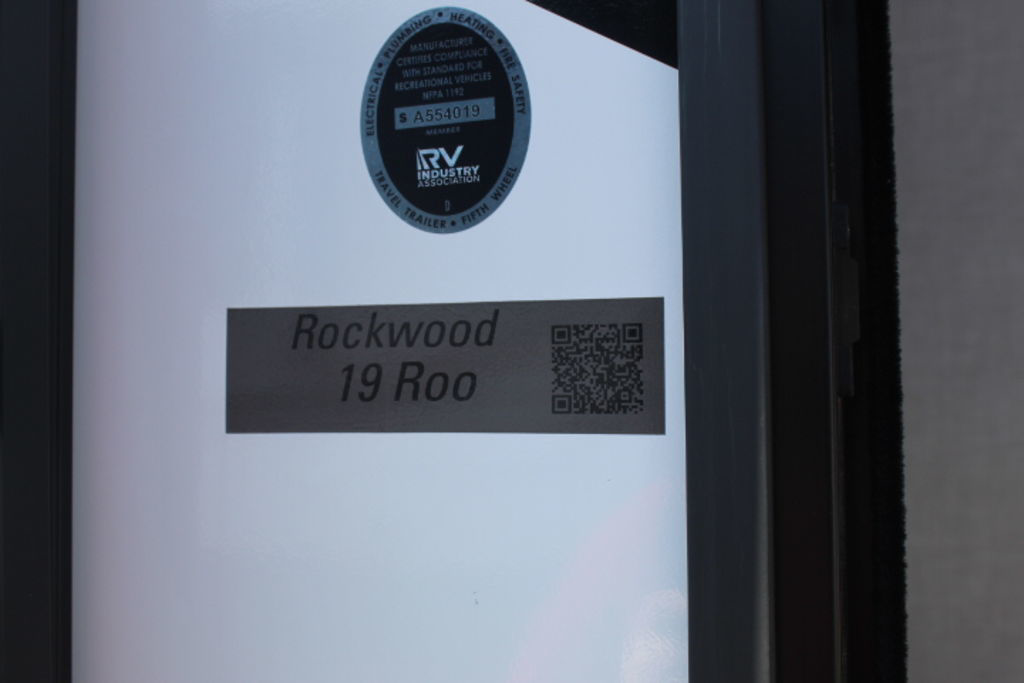 ELECTRICAL • PLUMBING • HEATING • FIRE SAFETY
MANUFACTURER
CERTIFIES COMPLIANCE
WITH STANDARD FOR
RECREATIONAL VEHICLES
NFPA 1192
S A554019
MEMBER
RV
INDUSTRY
ASSOCIATION
D
TRAVEL TRAILER • FIFTH WHEEL
Rockwood
19 Roo